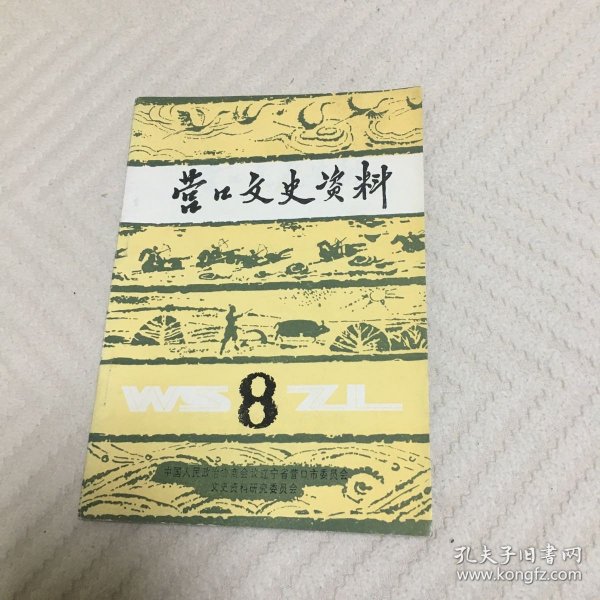 营口文史资料
WS 8 ZL
中国人民政治协商会议辽宁省营口市委员会
文史资料研究委员会
孔夫子旧书网
www.kongfz.com